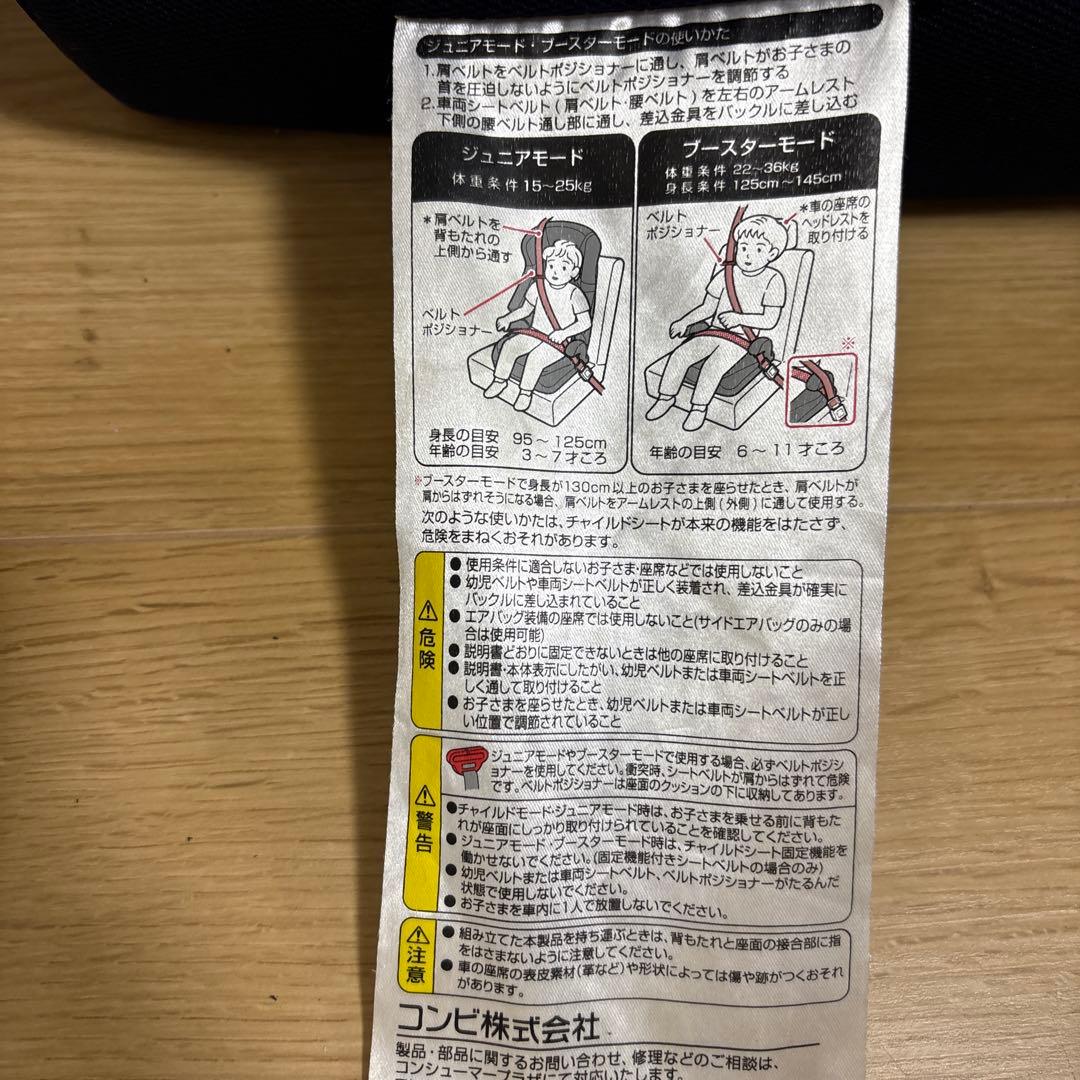 ジュニアモード・ブースターモードの使いかた
1.肩ベルトをベルトポジショナーに通し、肩ベルトがお子さまの
首を圧迫しないようにベルトポジショナーを調節する
2.車両シートベルト(肩ベルト・腰ベルト)を左右のアームレスト
下側の腰ベルト通し部に通し、差込金具をバックルに差し込む
ジュニアモード
体重条件 15〜25kg
*肩ベルトを
背もたれの
上側から通す
ベルト
ポジショナー
身長の目安 95〜125cm
年齢の目安 3〜7才ころ
ブースターモード
体重条件 22〜36kg
身長条件 125cm〜145cm
ベルト
ポジショナー
*車の座席の
ヘッドレストを
取り付ける
※
年齢の目安 6〜11才ころ
※ブースターモードで身長が130cm以上のお子さまを座らせたとき、肩ベルトが
肩からはずれそうになる場合、肩ベルトをアームレストの上側(外側)に通して使用する。
次のような使いかたは、チャイルドシートが本来の機能をはたさず、
危険をまねくおそれがあります。
危険
●使用条件に適合しないお子さま・座席などでは使用しないこと
●幼児ベルトや車両シートベルトが正しく装着され、差込金具が確実に
バックルに差し込まれていること
●エアバッグ装備の座席では使用しないこと(サイドエアバッグのみの場
合は使用可能)
●説明書どおりに固定できないときは他の座席に取り付けること
●説明書・本体表示にしたがい、幼児ベルトまたは車両シートベルトを正
しく通して取り付けること
●お子さまを座らせたとき、幼児ベルトまたは車両シートベルトが正し
い位置で調節されていること
警告
ジュニアモードやブースターモードで使用する場合、必ずベルトポジシ
ョナーを使用してください。衝突時、シートベルトが肩からはずれて危険
です。ベルトポジショナーは座面のクッションの下に収納してあります。
●チャイルドモード・ジュニアモード時は、お子さまを乗せる前に背もた
れが座面にしっかり取り付けられていることを確認してください。
●ジュニアモード・ブースターモード時は、チャイルドシート固定機能を
働かせないでください。(固定機能付きシートベルトの場合のみ)
●幼児ベルトまたは車両シートベルト、ベルトポジショナーがたるんだ
状態で使用しないでください。
●お子さまを車内に1人で放置しないでください。
注意
●組み立てた本製品を持ち運ぶときは、背もたれと座面の接合部に指
をはさまないように注意してください。
●車の座席の表皮素材(革など)や形状によっては傷や跡がつくおそれ
があります。
コンビ株式会社
製品・部品に関するお問い合わせ、修理などのご相談は、
コンシューマープラザにて対応いたします。